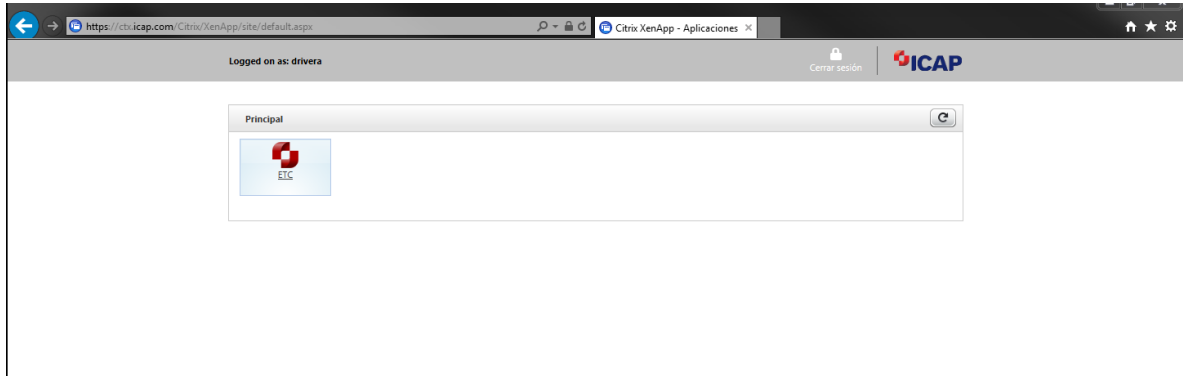 https://ctx.icap.com/Citrix/XenApp/site/default.aspx
Citrix XenApp - Aplicaciones
Logged on as: drivera
Cerrar sesión
ICAP
Principal
ETC